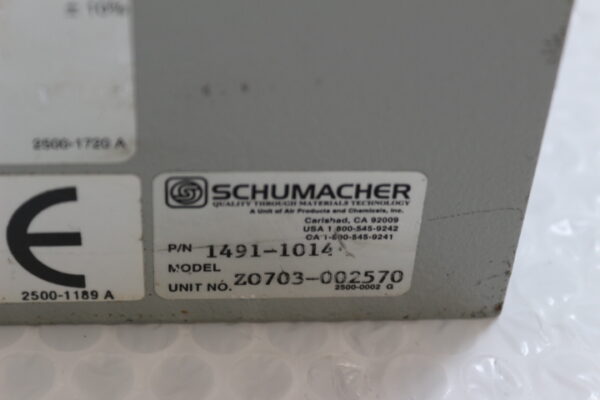 ± 10%
2500-1720 A
CE
2500-1189 A
SCHUMACHER
QUALITY THROUGH MATERIALS TECHNOLOGY
A Unit of Air Products and Chemicals, Inc.
Carlsbad, CA 92009
USA 1 800-545-9242
CA 1-800-545-9241
P/N 1491-1014
MODEL
UNIT NO. Z0703-002570
2500-0002 G